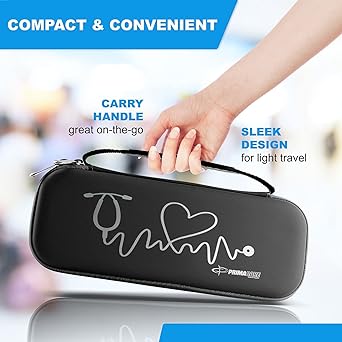 COMPACT & CONVENIENT
CARRY
HANDLE
great on-the-go
SLEEK
DESIGN
for light travel
PRIMACARE